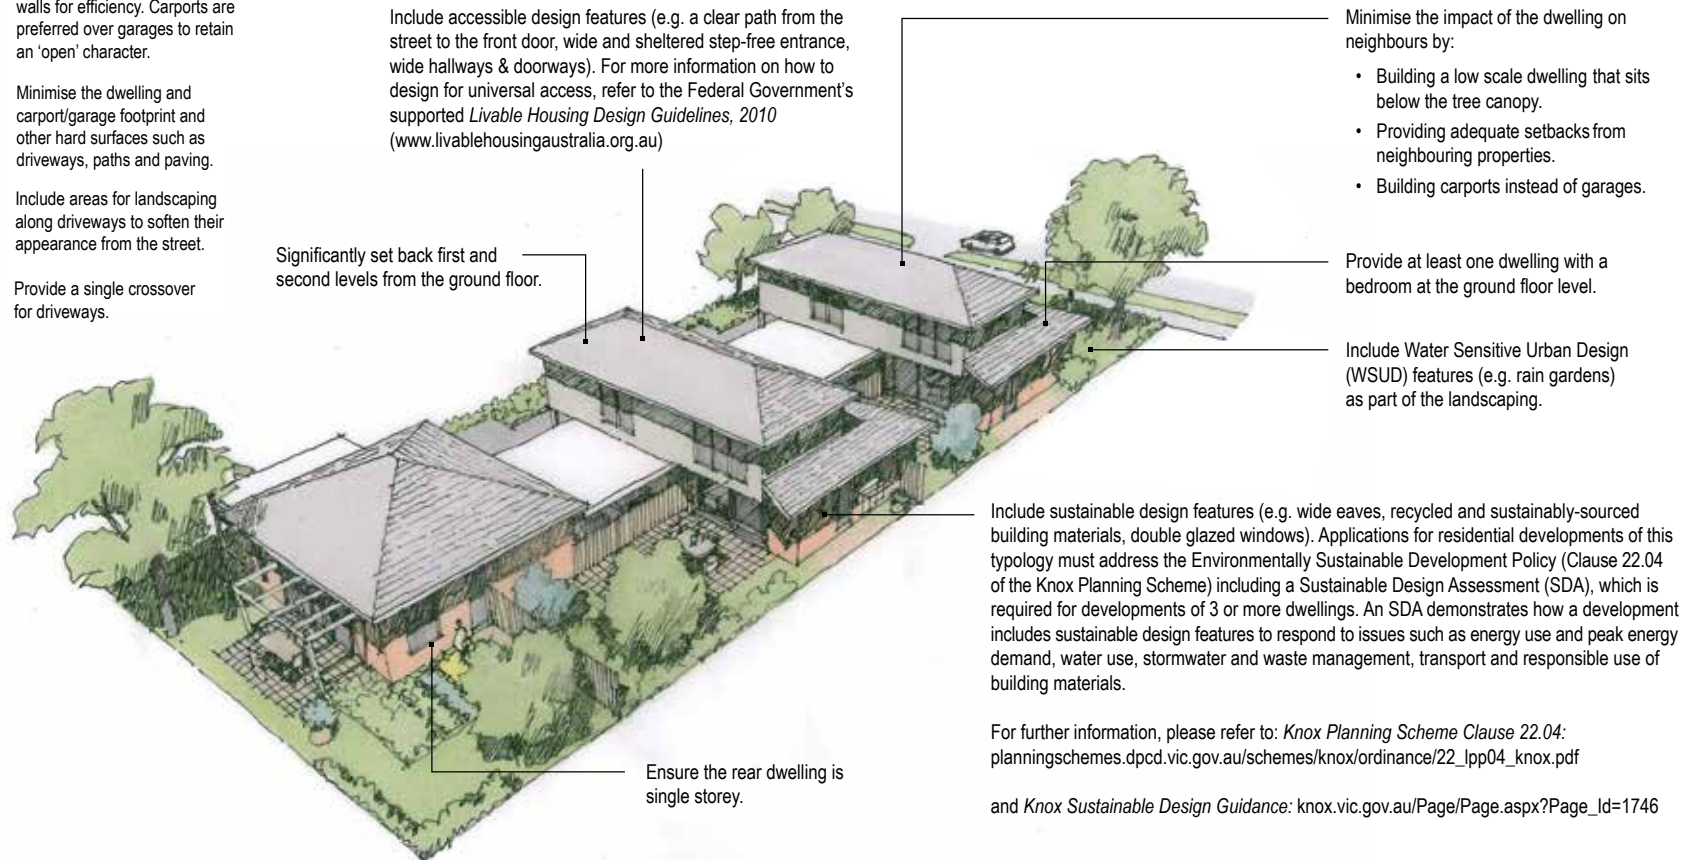 walls for efficiency. Carports are
preferred over garages to retain
an ‘open’ character.
Minimise the dwelling and
carport/garage footprint and
other hard surfaces such as
driveways, paths and paving.
Include areas for landscaping
along driveways to soften their
appearance from the street.
Provide a single crossover
for driveways.
Include accessible design features (e.g. a clear path from the
street to the front door, wide and sheltered step-free entrance,
wide hallways & doorways). For more information on how to
design for universal access, refer to the Federal Government’s
supported Livable Housing Design Guidelines, 2010
(www.livablehousingaustralia.org.au)
Significantly set back first and
second levels from the ground floor.
Minimise the impact of the dwelling on
neighbours by:
• Building a low scale dwelling that sits
below the tree canopy.
• Providing adequate setbacks from
neighbouring properties.
• Building carports instead of garages.
Provide at least one dwelling with a
bedroom at the ground floor level.
Include Water Sensitive Urban Design
(WSUD) features (e.g. rain gardens)
as part of the landscaping.
Include sustainable design features (e.g. wide eaves, recycled and sustainably-sourced
building materials, double glazed windows). Applications for residential developments of this
typology must address the Environmentally Sustainable Development Policy (Clause 22.04
of the Knox Planning Scheme) including a Sustainable Design Assessment (SDA), which is
required for developments of 3 or more dwellings. An SDA demonstrates how a development
includes sustainable design features to respond to issues such as energy use and peak energy
demand, water use, stormwater and waste management, transport and responsible use of
building materials.
For further information, please refer to: Knox Planning Scheme Clause 22.04:
planningschemes.dpcd.vic.gov.au/schemes/knox/ordinance/22_lpp04_knox.pdf
and Knox Sustainable Design Guidance: knox.vic.gov.au/Page/Page.aspx?Page_Id=1746
Ensure the rear dwelling is
single storey.